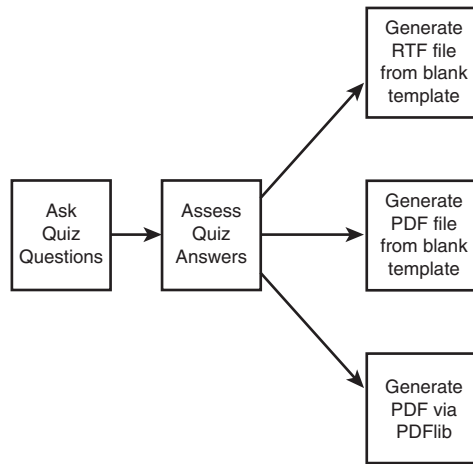 Generate
RTF file
from blank
template
Ask
Quiz
Questions
Assess
Quiz
Answers
Generate
PDF file
from blank
template
Generate
PDF via
PDFlib